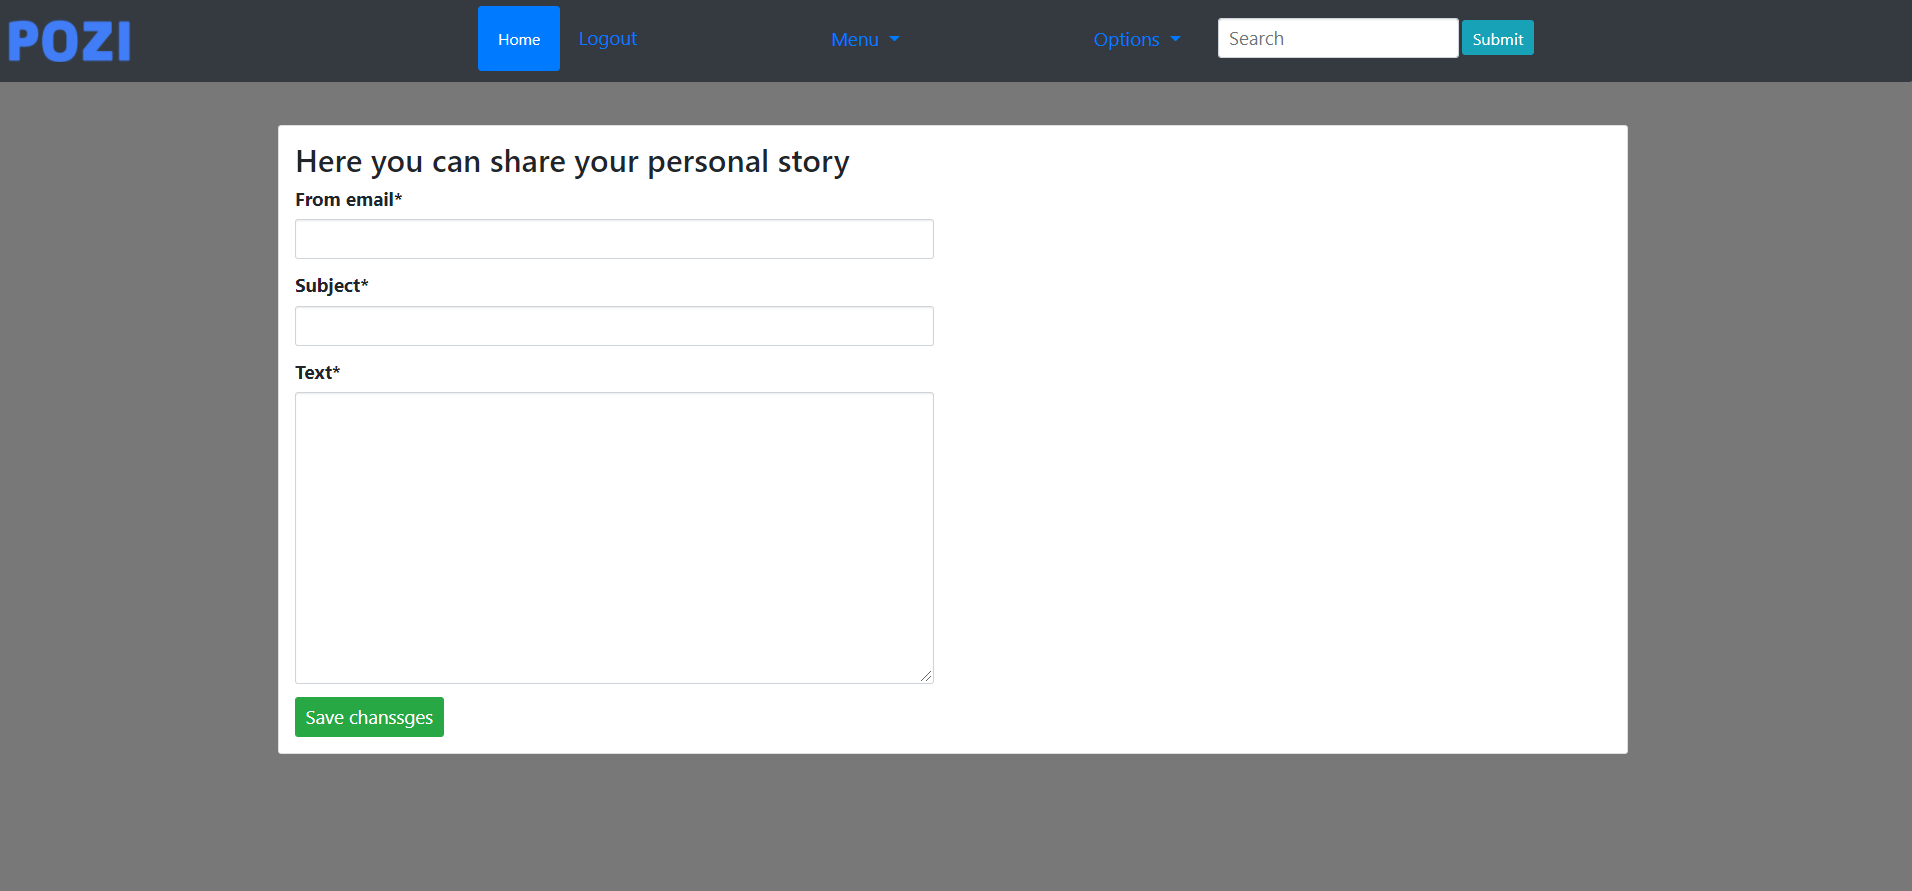 POZI
Home Logout Menu Options Search Submit
Here you can share your personal story
From email*
Subject*
Text*
Save chanssges